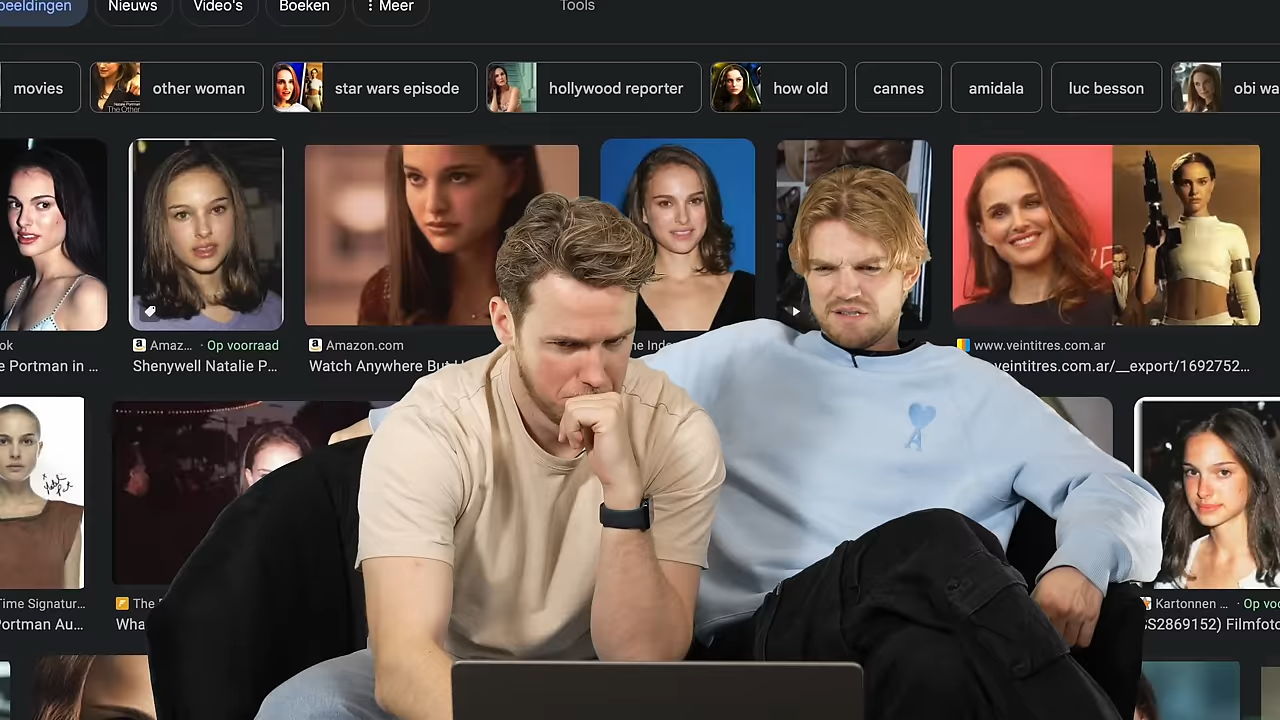 beeldingen
Nieuws
Video's
Boeken
Meer
Tools
movies
other woman
star wars episode
hollywood reporter
how old
cannes
amidala
luc besson
obi wa
ok
Amaz... · Op voorraad
Amazon.com
www.veintitres.com.ar
e Portman in ...
Shenywell Natalie P...
Watch Anywhere But
veintitres.com.ar/__export/1692752...
Time Signatur...
The
Kartonnen ... · Op voo
Portman Au...
Wha
SS2869152) Filmfoto